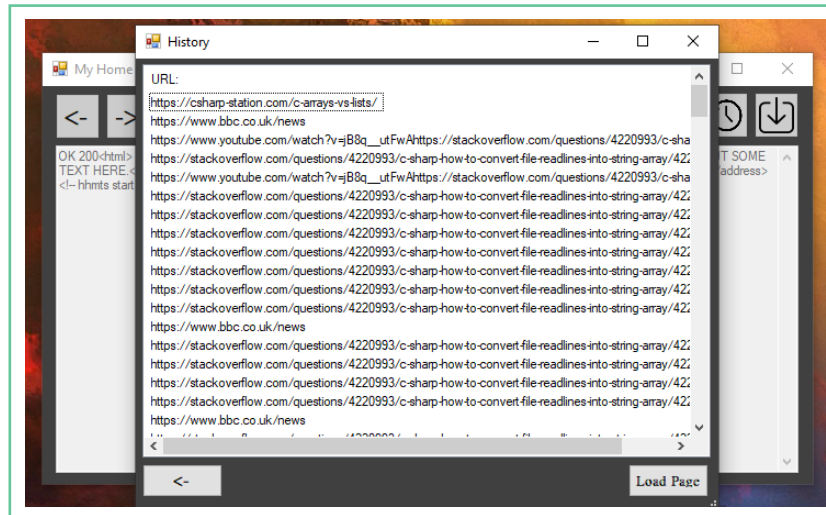 History
My Home
URL:
<-
->
https://csharp-station.com/c-arrays-vs-lists/
https://www.bbc.co.uk/news
https://www.youtube.com/watch?v=jB8q__utFwAhttps://stackoverflow.com/questions/4220993/c-sha
https://stackoverflow.com/questions/4220993/c-sharp-how-to-convert-file-readlines-into-string-array/422
https://www.youtube.com/watch?v=jB8q__utFwAhttps://stackoverflow.com/questions/4220993/c-sha
https://stackoverflow.com/questions/4220993/c-sharp-how-to-convert-file-readlines-into-string-array/422
https://stackoverflow.com/questions/4220993/c-sharp-how-to-convert-file-readlines-into-string-array/422
https://stackoverflow.com/questions/4220993/c-sharp-how-to-convert-file-readlines-into-string-array/422
https://stackoverflow.com/questions/4220993/c-sharp-how-to-convert-file-readlines-into-string-array/422
https://stackoverflow.com/questions/4220993/c-sharp-how-to-convert-file-readlines-into-string-array/422
https://stackoverflow.com/questions/4220993/c-sharp-how-to-convert-file-readlines-into-string-array/422
https://stackoverflow.com/questions/4220993/c-sharp-how-to-convert-file-readlines-into-string-array/422
https://www.bbc.co.uk/news
https://stackoverflow.com/questions/4220993/c-sharp-how-to-convert-file-readlines-into-string-array/422
https://stackoverflow.com/questions/4220993/c-sharp-how-to-convert-file-readlines-into-string-array/422
https://stackoverflow.com/questions/4220993/c-sharp-how-to-convert-file-readlines-into-string-array/422
https://stackoverflow.com/questions/4220993/c-sharp-how-to-convert-file-readlines-into-string-array/422
https://www.bbc.co.uk/news
OK 200<html>
TEXT HERE.<
<!-- hhmts start
SOME
address>
<-
Load Page